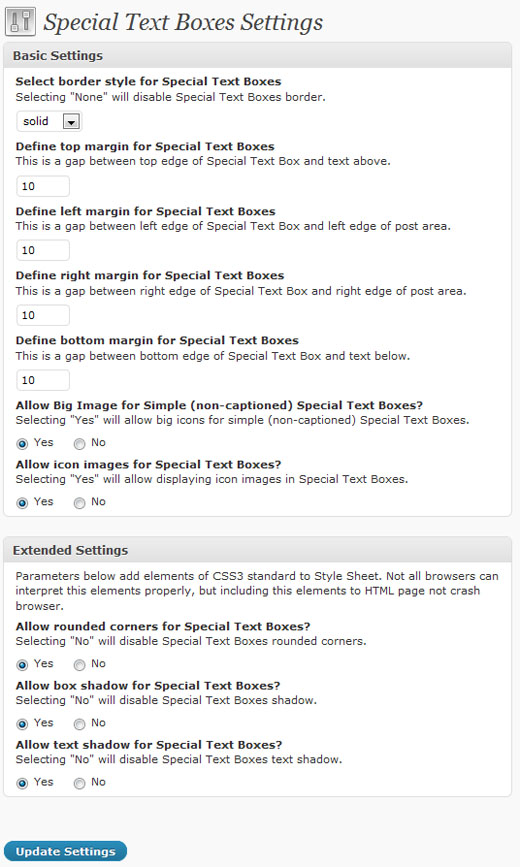 Special Text Boxes Settings
Basic Settings
Select border style for Special Text Boxes
Selecting "None" will disable Special Text Boxes border.
solid
Define top margin for Special Text Boxes
This is a gap between top edge of Special Text Box and text above.
10
Define left margin for Special Text Boxes
This is a gap between left edge of Special Text Box and left edge of post area.
10
Define right margin for Special Text Boxes
This is a gap between right edge of Special Text Box and right edge of post area.
10
Define bottom margin for Special Text Boxes
This is a gap between bottom edge of Special Text Box and text below.
10
Allow Big Image for Simple (non-captioned) Special Text Boxes?
Selecting "Yes" will allow big icons for simple (non-captioned) Special Text Boxes.
Yes No
Allow icon images for Special Text Boxes?
Selecting "Yes" will allow displaying icon images in Special Text Boxes.
Yes No
Extended Settings
Parameters below add elements of CSS3 standard to Style Sheet. Not all browsers can
interpret this elements properly, but including this elements to HTML page not crash
browser.
Allow rounded corners for Special Text Boxes?
Selecting "No" will disable Special Text Boxes rounded corners.
Yes No
Allow box shadow for Special Text Boxes?
Selecting "No" will disable Special Text Boxes shadow.
Yes No
Allow text shadow for Special Text Boxes?
Selecting "No" will disable Special Text Boxes text shadow.
Yes No
Update Settings